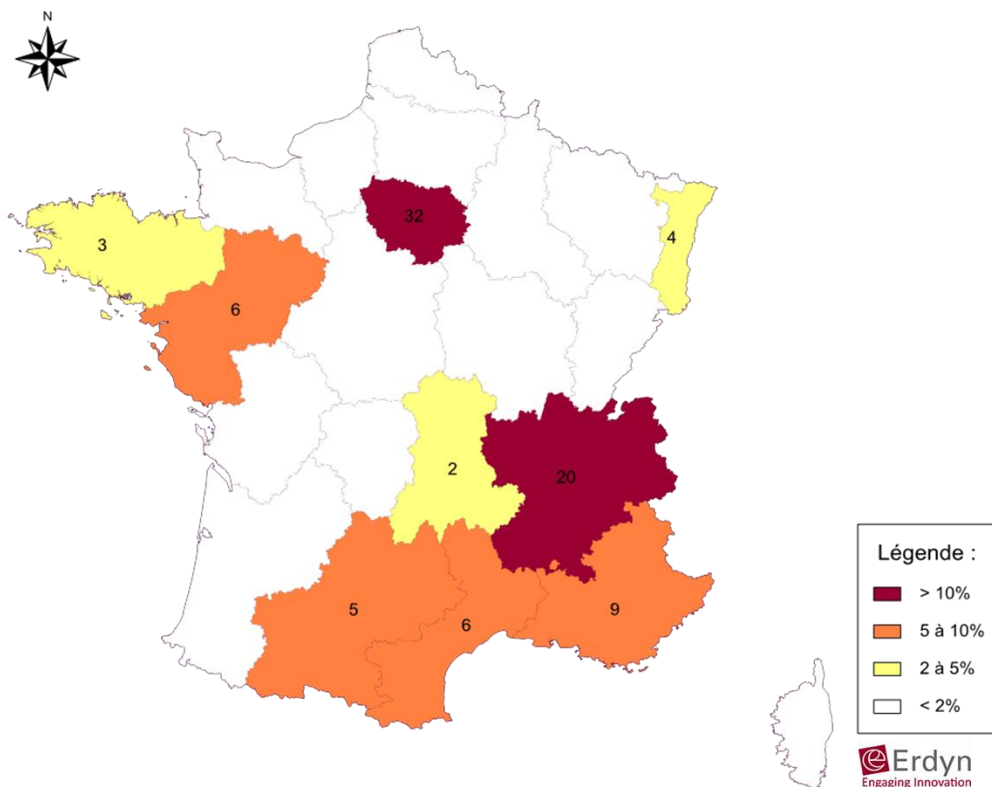 N
32
3
4
6
2
20
5
6
9
Légende :
> 10%
5 à 10%
2 à 5%
< 2%
e Erdyn
Engaging Innovation